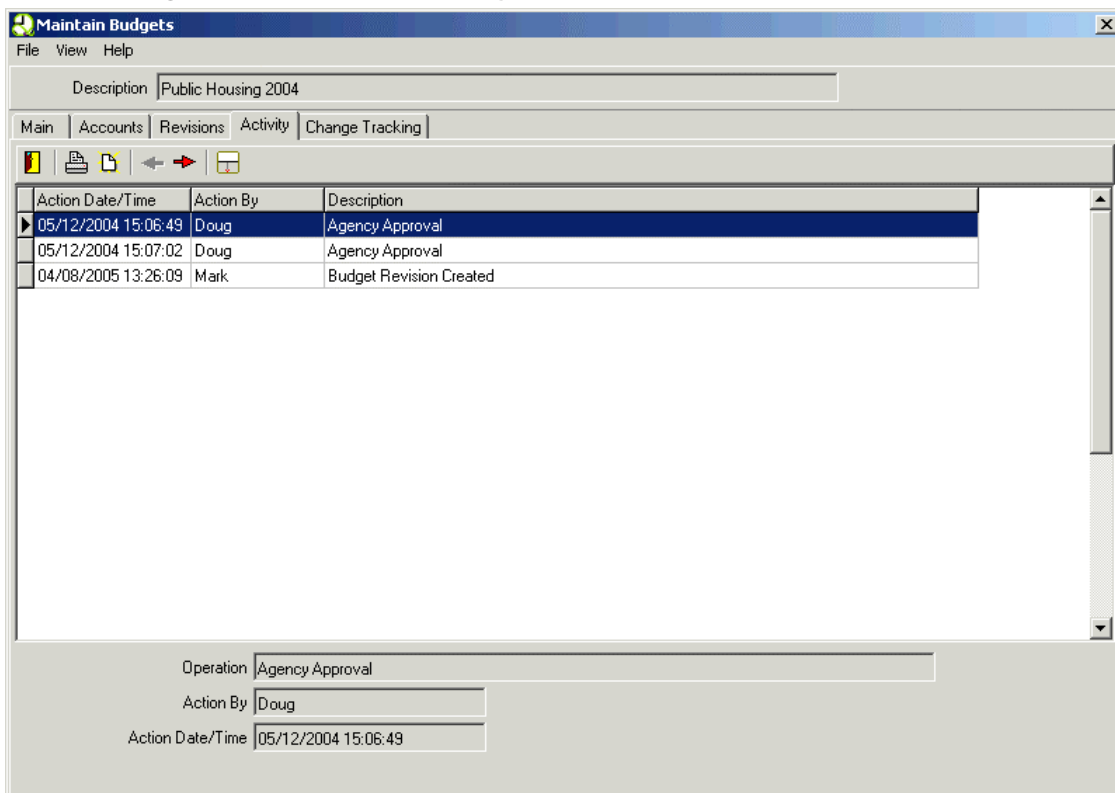 Maintain Budgets
File View Help
Description Public Housing 2004
Main Accounts Revisions Activity Change Tracking
Action Date/Time Action By Description
05/12/2004 15:06:49 Doug Agency Approval
05/12/2004 15:07:02 Doug Agency Approval
04/08/2005 13:26:09 Mark Budget Revision Created
Operation Agency Approval
Action By Doug
Action Date/Time 05/12/2004 15:06:49